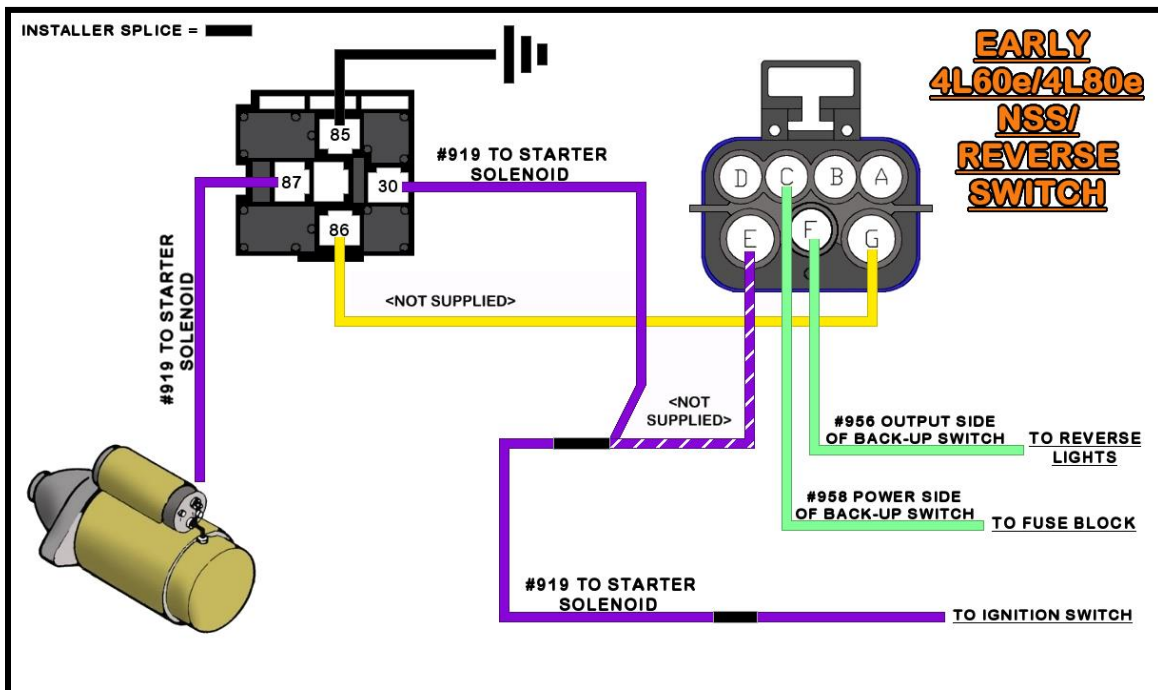 INSTALLER SPLICE =
EARLY
4L60e/4L80e
NSS/
REVERSE
SWITCH
85
87
30
86
#919 TO STARTER
SOLENOID
#919 TO STARTER
SOLENOID
D
C
B
A
E
F
G
<NOT SUPPLIED>
<NOT
SUPPLIED>
#956 OUTPUT SIDE
OF BACK-UP SWITCH
TO REVERSE
LIGHTS
#958 POWER SIDE
OF BACK-UP SWITCH
TO FUSE BLOCK
#919 TO STARTER
SOLENOID
TO IGNITION SWITCH